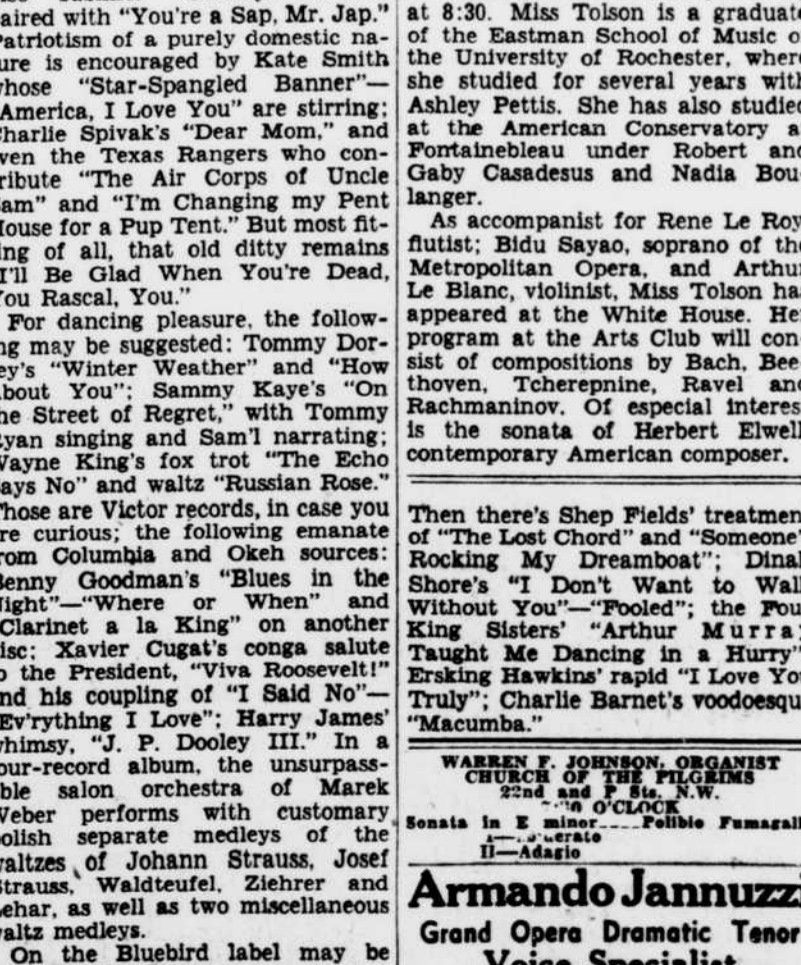 aired with "You're a Sap, Mr. Jap."
Patriotism of a purely domestic na-
ure is encouraged by Kate Smith
whose "Star-Spangled Banner"—
"America, I Love You" are stirring;
Charlie Spivak's "Dear Mom," and
ven the Texas Rangers who con-
tribute "The Air Corps of Uncle
Sam" and "I'm Changing my Pent
House for a Pup Tent." But most fit-
ing of all, that old ditty remains
"I'll Be Glad When You're Dead,
You Rascal, You."
For dancing pleasure, the follow-
ng may be suggested: Tommy Dor-
ey's "Winter Weather" and "How
About You"; Sammy Kaye's "On
the Street of Regret," with Tommy
Ryan singing and Sam'l narrating;
Wayne King's fox trot "The Echo
Says No" and waltz "Russian Rose."
Those are Victor records, in case you
re curious; the following emanate
from Columbia and Okeh sources:
Benny Goodman's "Blues in the
Night"—"Where or When" and
"Clarinet a la King" on another
disc; Xavier Cugat's conga salute
to the President, "Viva Roosevelt!"
and his coupling of "I Said No"—
"Ev'rything I Love"; Harry James'
whimsy, "J. P. Dooley III." In a
four-record album, the unsurpass-
ble salon orchestra of Marek
Weber performs with customary
polish separate medleys of the
waltzes of Johann Strauss, Josef
Strauss, Waldteufel, Ziehrer and
Lehar, as well as two miscellaneous
waltz medleys.
On the Bluebird label may be
at 8:30. Miss Tolson is a graduate
of the Eastman School of Music of
the University of Rochester, where
she studied for several years with
Ashley Pettis. She has also studied
at the American Conservatory at
Fontainebleau under Robert and
Gaby Casadesus and Nadia Bou-
langer.
As accompanist for Rene Le Roy,
flutist; Bidu Sayao, soprano of the
Metropolitan Opera, and Arthur
Le Blanc, violinist, Miss Tolson has
appeared at the White House. Her
program at the Arts Club will con-
sist of compositions by Bach, Bee-
thoven, Tcherepnine, Ravel and
Rachmaninov. Of especial interest
is the sonata of Herbert Elwell,
contemporary American composer.
Then there's Shep Fields' treatment
of "The Lost Chord" and "Someone's
Rocking My Dreamboat"; Dinah
Shore's "I Don't Want to Walk
Without You"—"Fooled"; the Four
King Sisters' "Arthur Murray
Taught Me Dancing in a Hurry";
Ersking Hawkins' rapid "I Love You
Truly"; Charlie Barnet's voodoesque
"Macumba."
WARREN F. JOHNSON, ORGANIST
CHURCH OF THE PILGRIMS
22nd and P Sts. N.W.
O'CLOCK
Sonata in E minor----Polibio Fumagalli
II—Adagio
Armando Jannuzzi
Grand Opera Dramatic Tenor
Voice Specialist